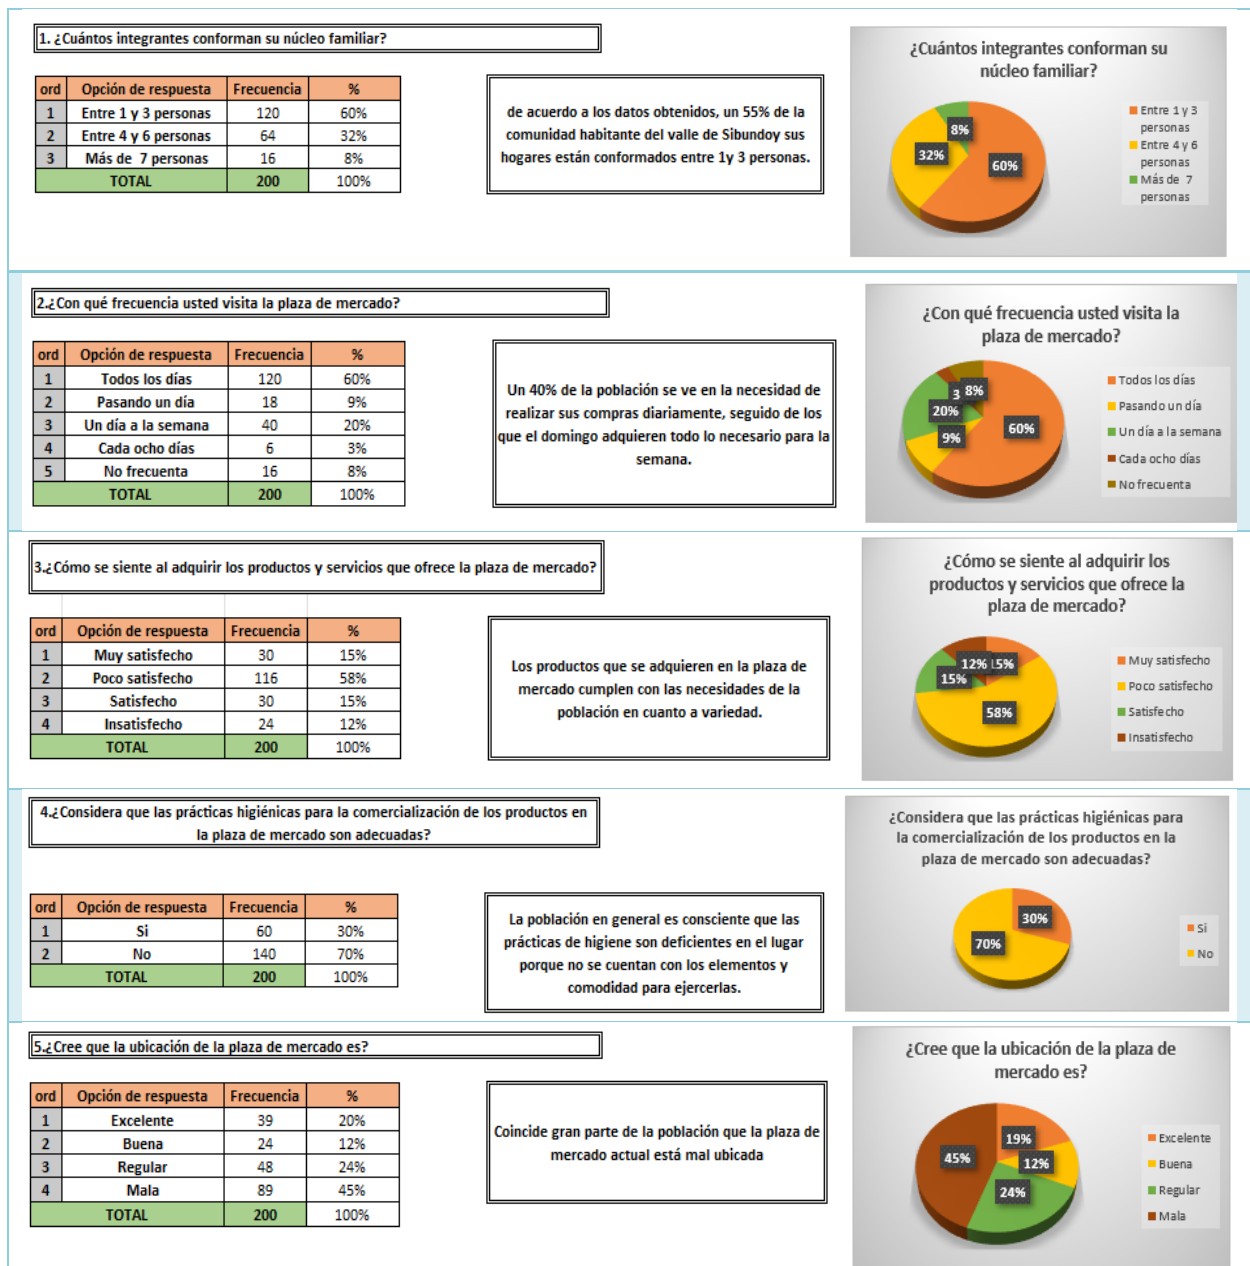 1. ¿Cuántos integrantes conforman su núcleo familiar?
ord Opción de respuesta Frecuencia %
1 Entre 1 y 3 personas 120 60%
2 Entre 4 y 6 personas 64 32%
3 Más de 7 personas 16 8%
TOTAL 200 100%
de acuerdo a los datos obtenidos, un 55% de la
comunidad habitante del valle de Sibundoy sus
hogares están conformados entre 1y 3 personas.
¿Cuántos integrantes conforman su
núcleo familiar?
8%
32%
60%
Entre 1 y 3
personas
Entre 4 y 6
personas
Más de 7
personas
2.¿Con qué frecuencia usted visita la plaza de mercado?
ord Opción de respuesta Frecuencia %
1 Todos los días 120 60%
2 Pasando un día 18 9%
3 Un día a la semana 40 20%
4 Cada ocho días 6 3%
5 No frecuenta 16 8%
TOTAL 200 100%
Un 40% de la población se ve en la necesidad de
realizar sus compras diariamente, seguido de los
que el domingo adquieren todo lo necesario para la
semana.
¿Con qué frecuencia usted visita la
plaza de mercado?
3 8%
20%
60%
9%
Todos los días
Pasando un día
Un día a la semana
Cada ocho días
No frecuenta
3.¿Cómo se siente al adquirir los productos y servicios que ofrece la plaza de mercado?
ord Opción de respuesta Frecuencia %
1 Muy satisfecho 30 15%
2 Poco satisfecho 116 58%
3 Satisfecho 30 15%
4 Insatisfecho 24 12%
TOTAL 200 100%
Los productos que se adquieren en la plaza de
mercado cumplen con las necesidades de la
población en cuanto a variedad.
¿Cómo se siente al adquirir los
productos y servicios que ofrece la
plaza de mercado?
12% 15%
15%
58%
Muy satisfecho
Poco satisfecho
Satisfecho
Insatisfecho
4.¿Considera que las prácticas higiénicas para la comercialización de los productos en
la plaza de mercado son adecuadas?
ord Opción de respuesta Frecuencia %
1 Si 60 30%
2 No 140 70%
TOTAL 200 100%
La población en general es consciente que las
prácticas de higiene son deficientes en el lugar
porque no se cuentan con los elementos y
comodidad para ejercerlas.
¿Considera que las prácticas higiénicas para
la comercialización de los productos en la
plaza de mercado son adecuadas?
30%
70%
Si
No
5.¿Cree que la ubicación de la plaza de mercado es?
ord Opción de respuesta Frecuencia %
1 Excelente 39 20%
2 Buena 24 12%
3 Regular 48 24%
4 Mala 89 45%
TOTAL 200 100%
Coincide gran parte de la población que la plaza de
mercado actual está mal ubicada
¿Cree que la ubicación de la plaza de
mercado es?
19%
45%
12%
24%
Excelente
Buena
Regular
Mala